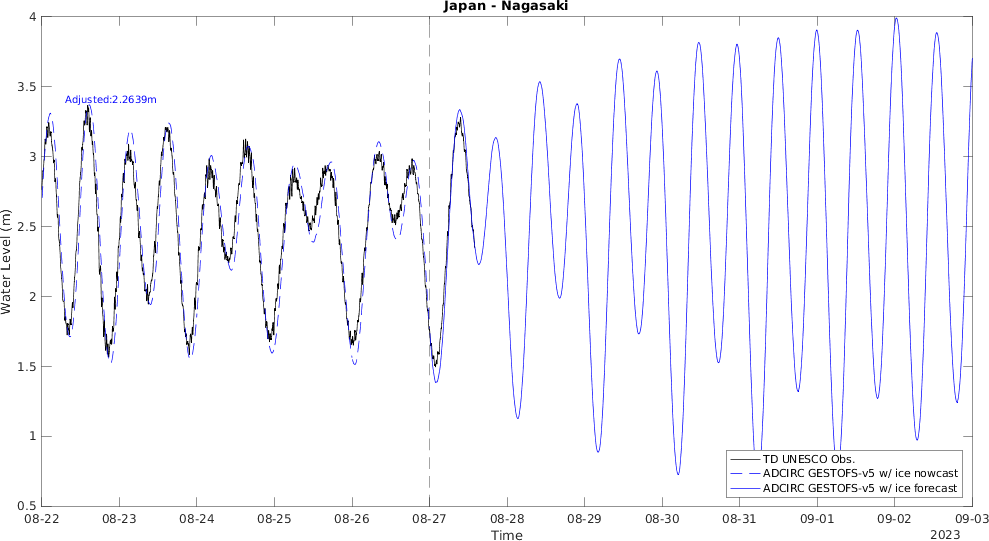 Japan - Nagasaki
4
3.5
3
2.5
2
1.5
1
0.5
Water Level (m)
Adjusted:2.2639m
TD UNESCO Obs.
ADCIRC GESTOFS-v5 w/ ice nowcast
ADCIRC GESTOFS-v5 w/ ice forecast
08-22 08-23 08-24 08-25 08-26 08-27 08-28 08-29 08-30 08-31 09-01 09-02 09-03
Time
2023